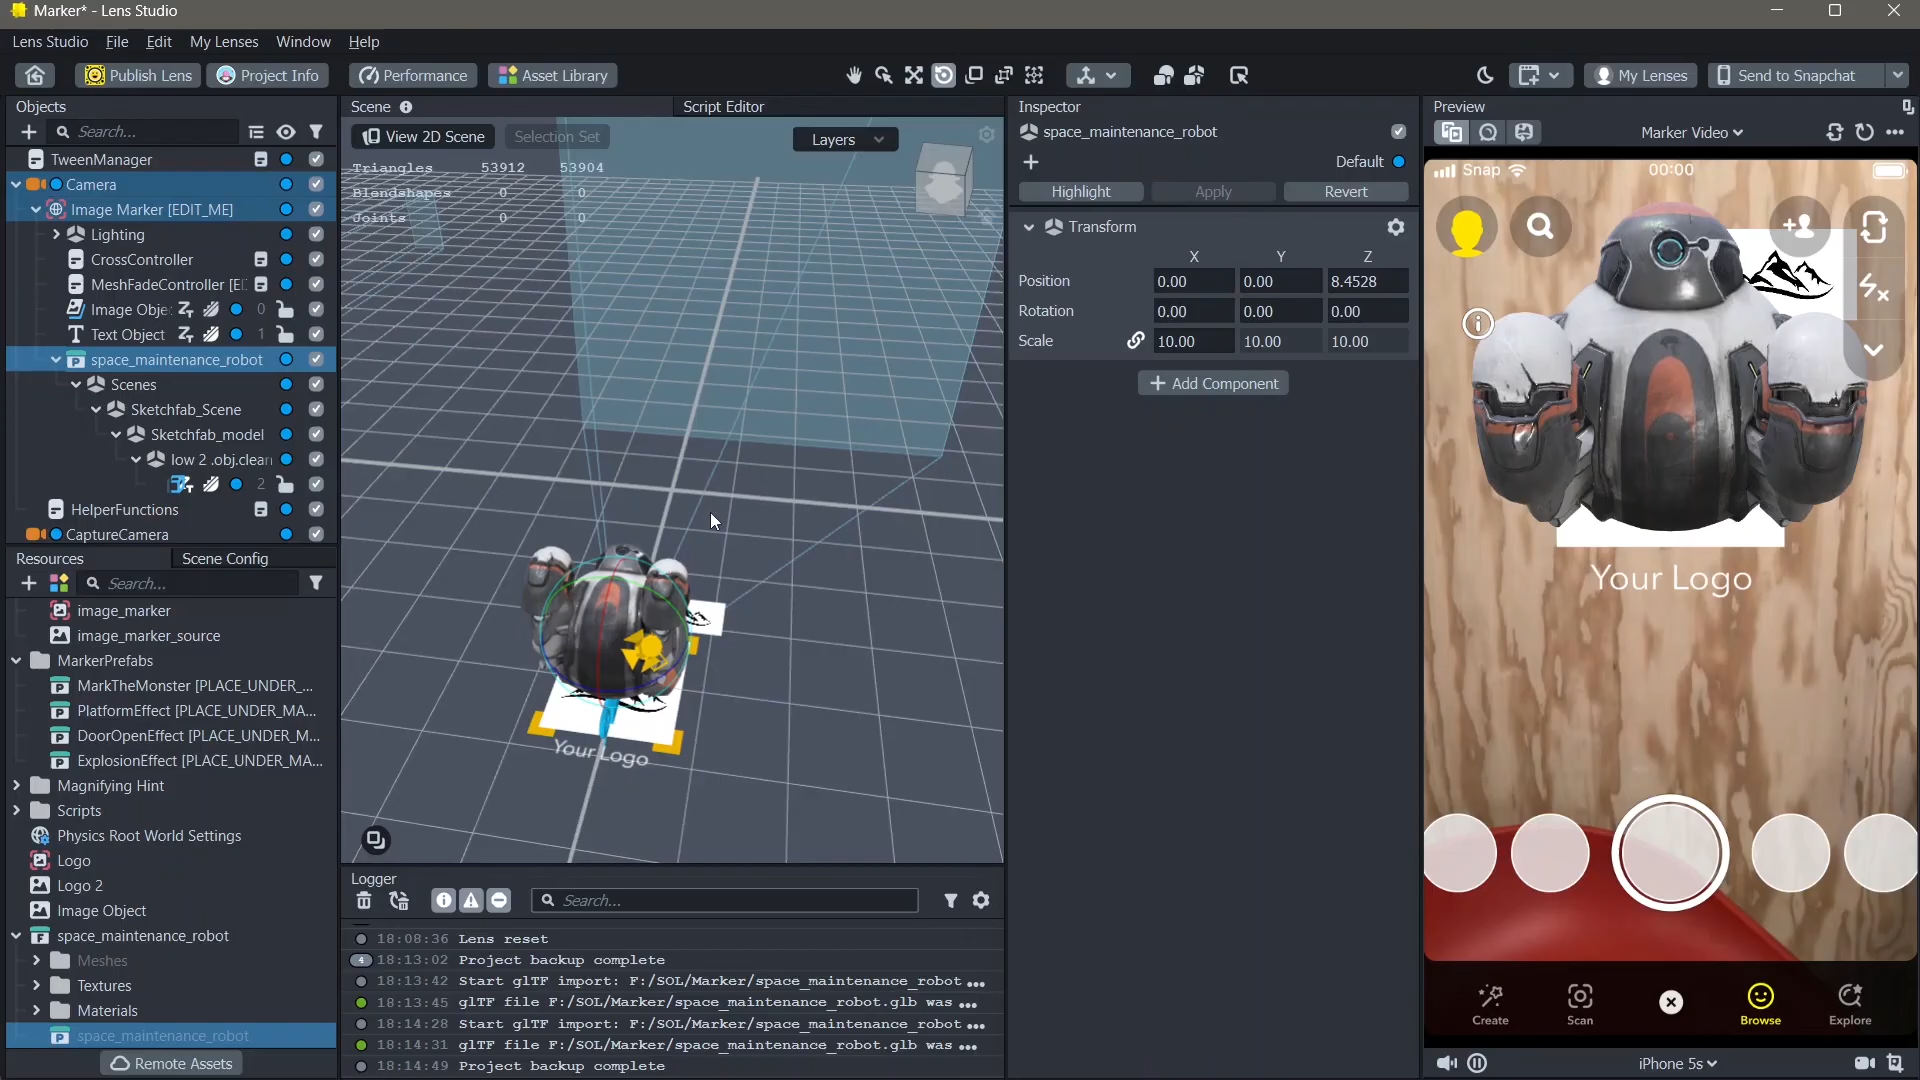 Marker* - Lens Studio
Lens Studio File Edit My Lenses Window Help
Publish Lens Project Info Performance Asset Library My Lenses Send to Snapchat
Objects
Search...
TweenManager
Camera
Image Marker [EDIT_ME]
Lighting
CrossController
MeshFadeController [E
Image Obje 0
Text Object 1
space_maintenance_robot
Scenes
Sketchfab_Scene
Sketchfab_model
low 2 .obj.clean
2
HelperFunctions
CaptureCamera
Resources Scene Config
Search...
image_marker
image_marker_source
MarkerPrefabs
MarkTheMonster [PLACE_UNDER_...
PlatformEffect [PLACE_UNDER_MA...
DoorOpenEffect [PLACE_UNDER_M...
ExplosionEffect [PLACE_UNDER_MA...
Magnifying Hint
Scripts
Physics Root World Settings
Logo
Logo 2
Image Object
space_maintenance_robot
Meshes
Textures
Materials
space_maintenance_robot
Remote Assets
Scene Script Editor
View 2D Scene Selection Set Layers
Triangles 53912 53904
Blendshapes 0 0
Joints 0 0
Your Logo
Logger
Search...
18:08:36 Lens reset
4 18:13:02 Project backup complete
18:13:42 Start glTF import: F:/SOL/Marker/space_maintenance_robot ...
18:13:45 glTF file F:/SOL/Marker/space_maintenance_robot.glb was ...
18:14:28 Start glTF import: F:/SOL/Marker/space_maintenance_robot ...
18:14:31 glTF file F:/SOL/Marker/space_maintenance_robot.glb was ...
18:14:49 Project backup complete
Inspector
space_maintenance_robot
Default
Highlight Apply Revert
Transform
X Y Z
Position 0.00 0.00 8.4528
Rotation 0.00 0.00 0.00
Scale 10.00 10.00 10.00
+ Add Component
Preview
Marker Video
Snap 00:00
Your Logo
Create Scan Browse Explore
iPhone 5s